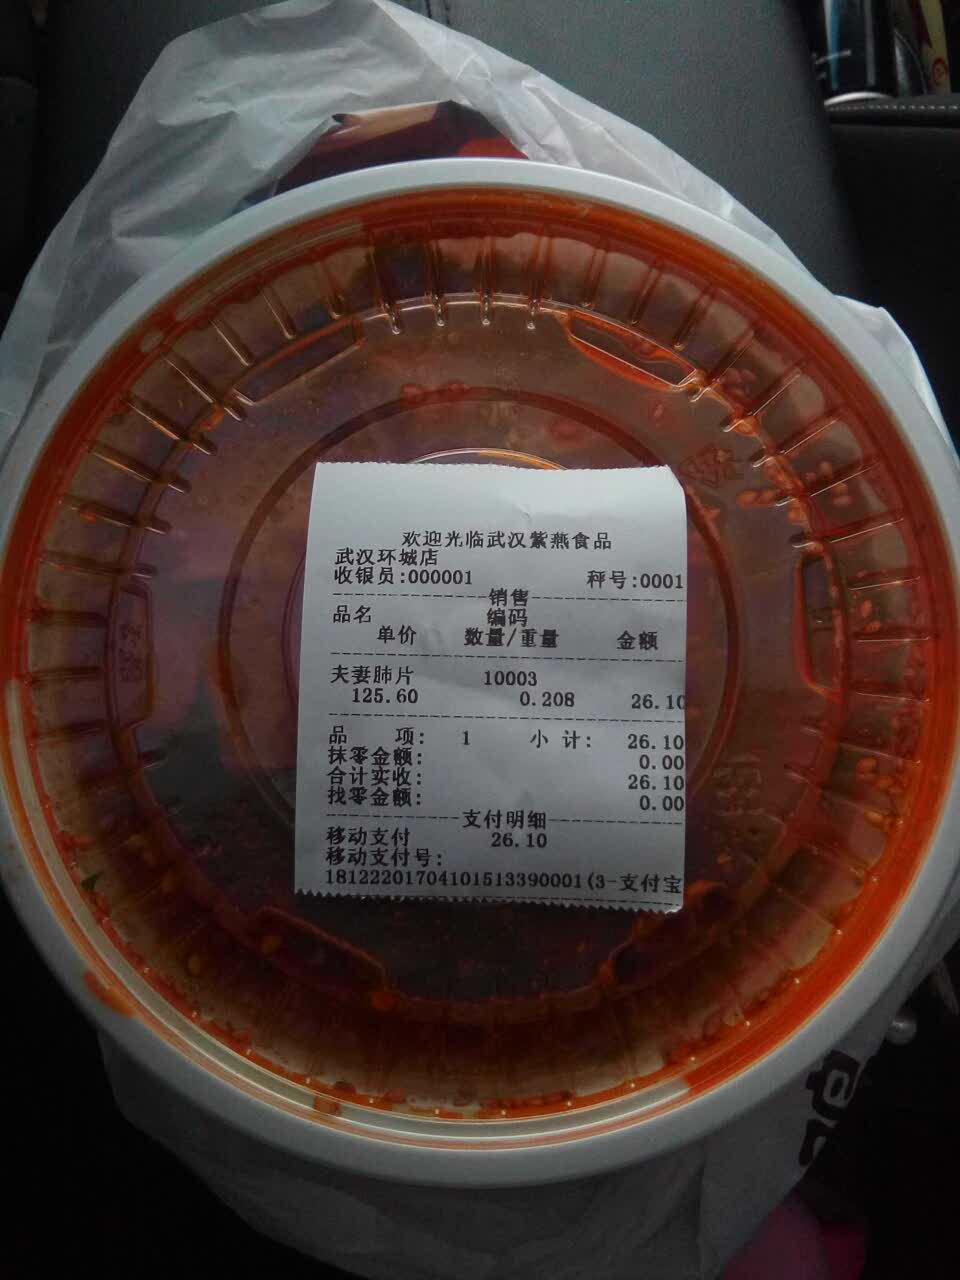 欢迎光临武汉紫燕食品
武汉环城店
收银员:000001 秤号:0001
销售
品名 编码
单价 数量/重量 金额
夫妻肺片 10003
125.60 0.208 26.10
品 项: 1 小 计: 26.10
抹零金额: 0.00
合计实收: 26.10
找零金额: 0.00
支付明细
移动支付 26.10
移动支付号:
18122201704101513390001(3-支付宝